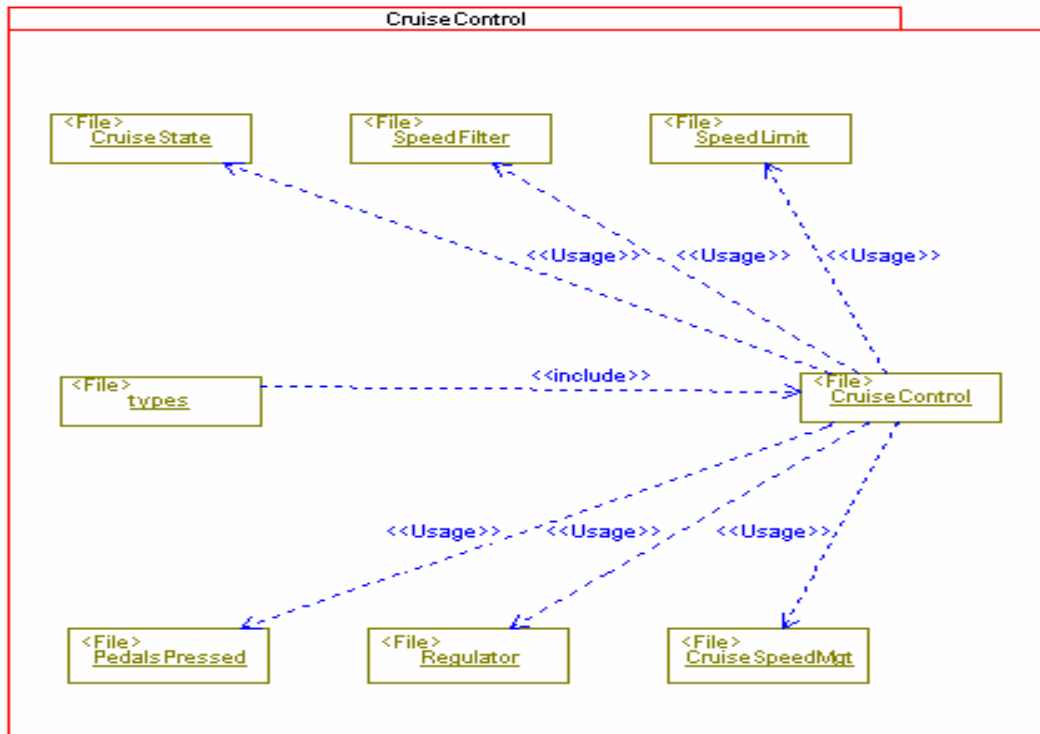 CruiseControl
<File>
CruiseState
<File>
SpeedFilter
<File>
SpeedLimit
<<Usage>>
<<Usage>>
<<Usage>>
<File>
types
<<include>>
<File>
CruiseControl
<<Usage>>
<<Usage>>
<<Usage>>
<File>
PedalsPressed
<File>
Regulator
<File>
CruiseSpeedMgt